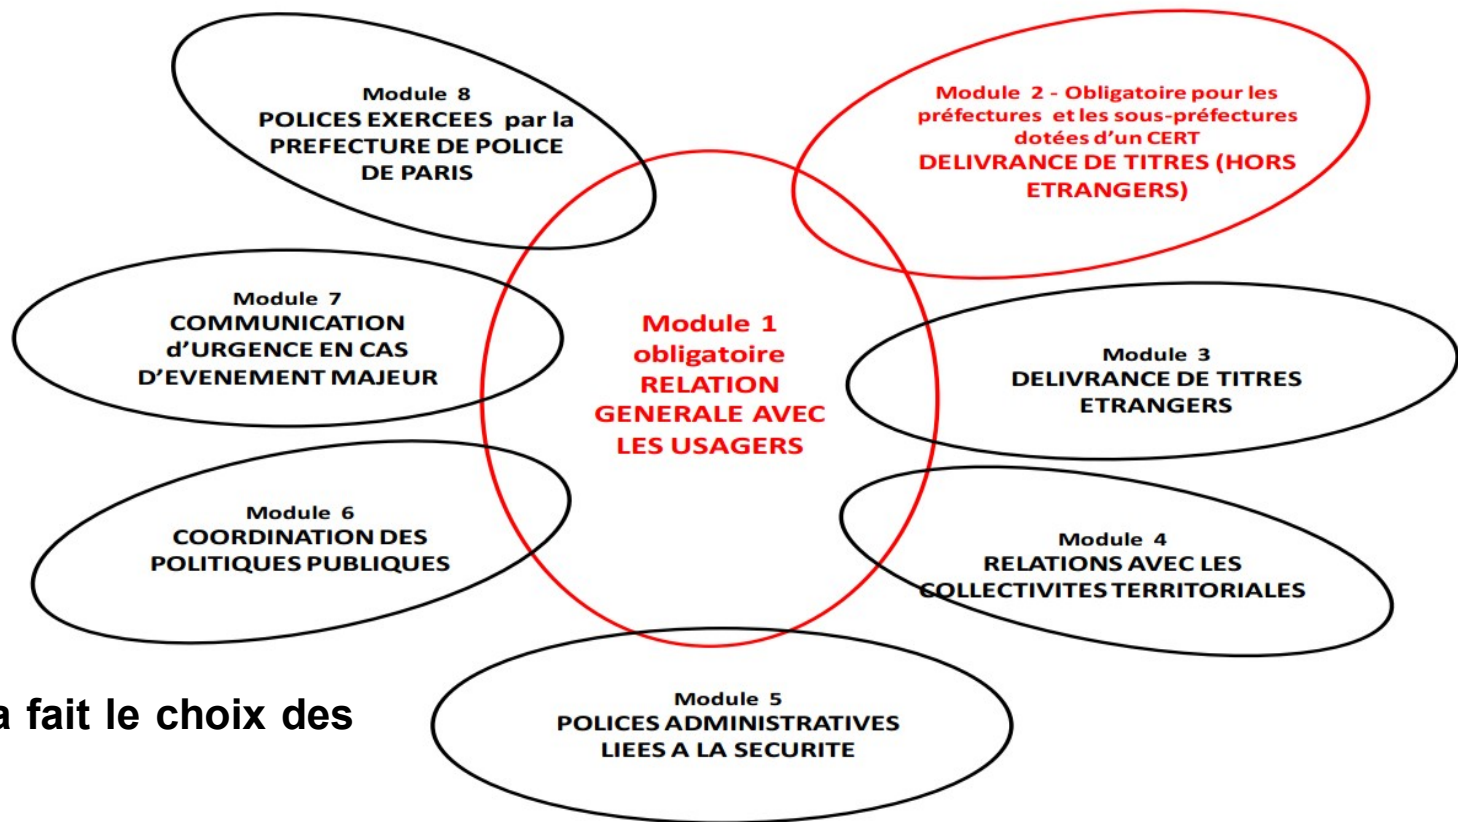 Module 8
POLICES EXERCEES par la
PREFECTURE DE POLICE
DE PARIS
Module 2 - Obligatoire pour les
préfectures et les sous-préfectures
dotées d'un CERT
DELIVRANCE DE TITRES (HORS
ETRANGERS)
Module 7
COMMUNICATION
d'URGENCE EN CAS
D'EVENEMENT MAJEUR
Module 1
obligatoire
RELATION
GENERALE AVEC
LES USAGERS
Module 3
DELIVRANCE DE TITRES
ETRANGERS
Module 6
COORDINATION DES
POLITIQUES PUBLIQUES
Module 4
RELATIONS AVEC LES
COLLECTIVITES TERRITORIALES
Module 5
POLICES ADMINISTRATIVES
LIEES A LA SECURITE
a fait le choix des